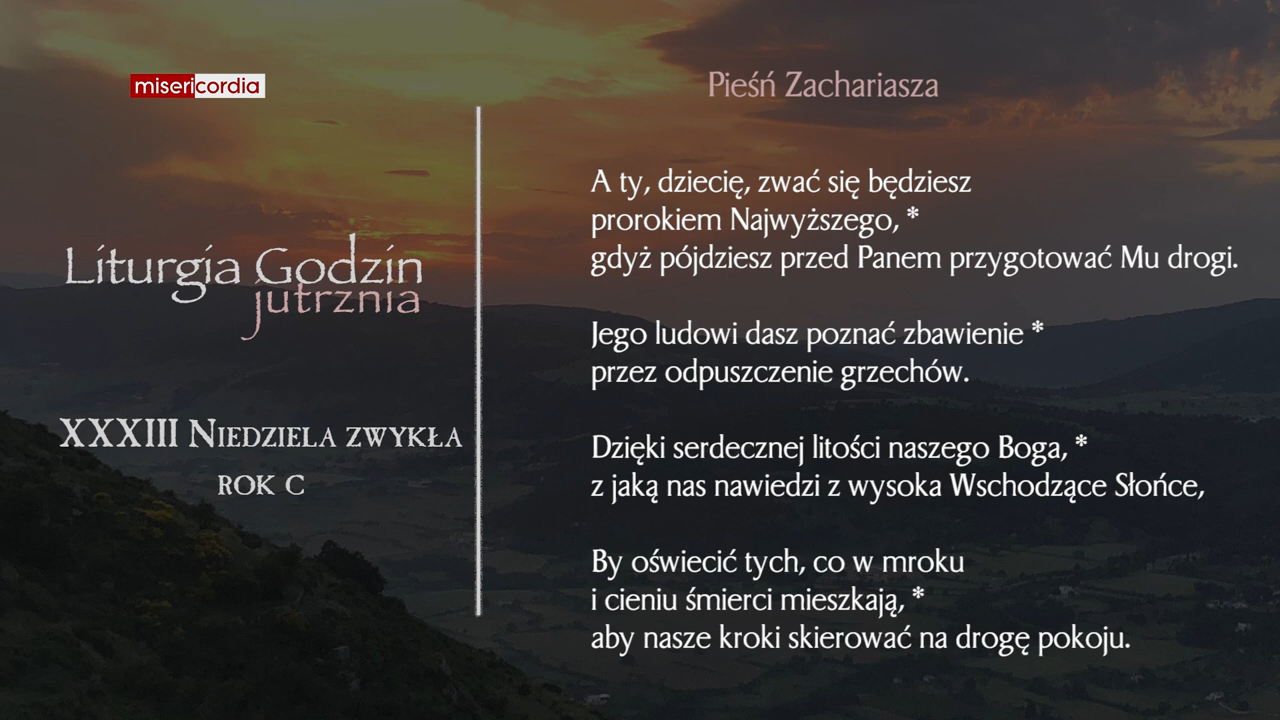 misericordia
Liturgia Godzin
jutrznia
XXXIII Niedziela zwykła
rok C
Pieśń Zachariasza
A ty, dziecię, zwać się będziesz
prorokiem Najwyższego, *
gdyż pójdziesz przed Panem przygotować Mu drogi.
Jego ludowi dasz poznać zbawienie *
przez odpuszczenie grzechów.
Dzięki serdecznej litości naszego Boga, *
z jaką nas nawiedzi z wysoka Wschodzące Słońce,
By oświecić tych, co w mroku
i cieniu śmierci mieszkają, *
aby nasze kroki skierować na drogę pokoju.